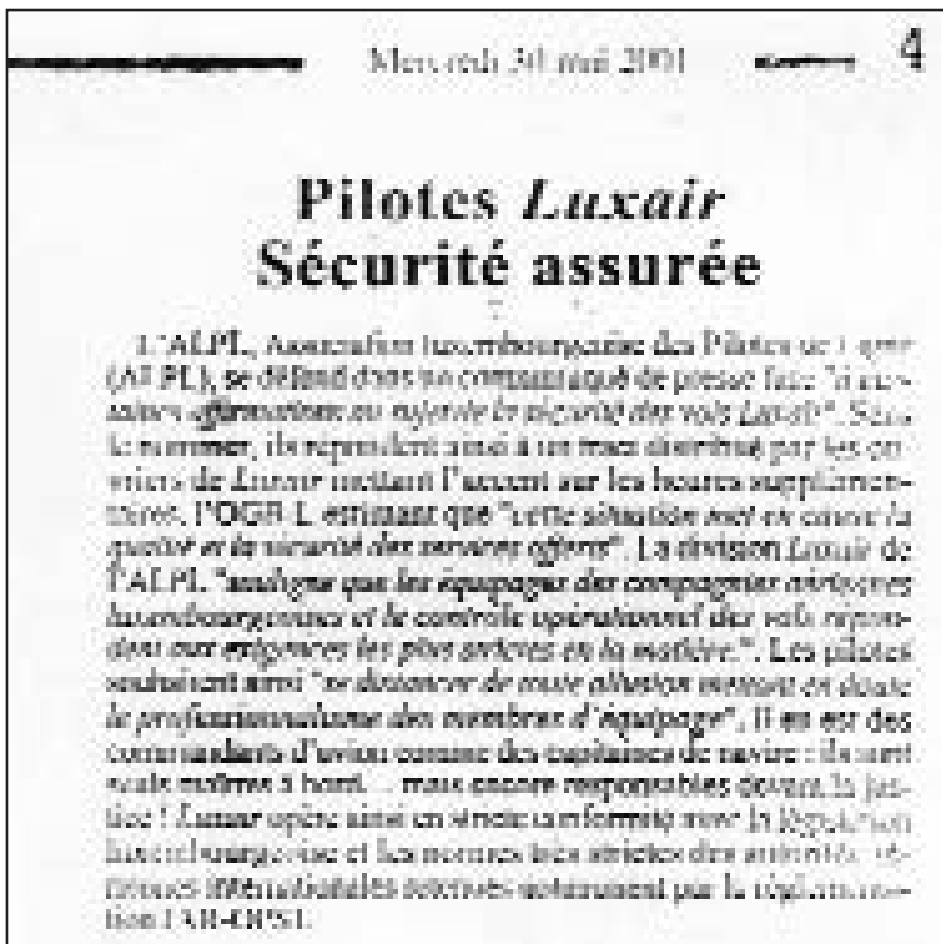 Mercredi 30 mai 2001 4
Pilotes Luxair
Sécurité assurée
L'ALPL, Association luxembourgeoise des Pilotes de Ligne
(ALPL), se défend dans un communiqué de presse face "à
affirmations au sujet de la sécurité des vols Luxair". Sans
le nommer, ils répondent ainsi à un tract distribué par les ou-
vriers de Luxair mettant l'accent sur les heures supplémen-
taires, l'OGB-L estimant que "cette situation met en cause la
qualité et la sécurité des services offerts". La division Luxair de
l'ALPL "souligne que les équipages des compagnies aériennes
luxembourgeoises et le contrôle opérationnel des vols répon-
dent aux exigences les plus strictes en la matière.". Les pilotes
souhaitent ainsi "se distancer de toute allusion mettant en doute
le professionnalisme des membres d'équipage". Il en est des
commandants d'avion comme des capitaines de navire : ils sont
seuls maîtres à bord... mais encore responsables devant la jus-
tice ! Luxair opère ainsi en stricte conformité avec la législation
luxembourgeoise et les normes très strictes des autorités
internationales notamment par la réglementa-
tion JAR-OPS1.